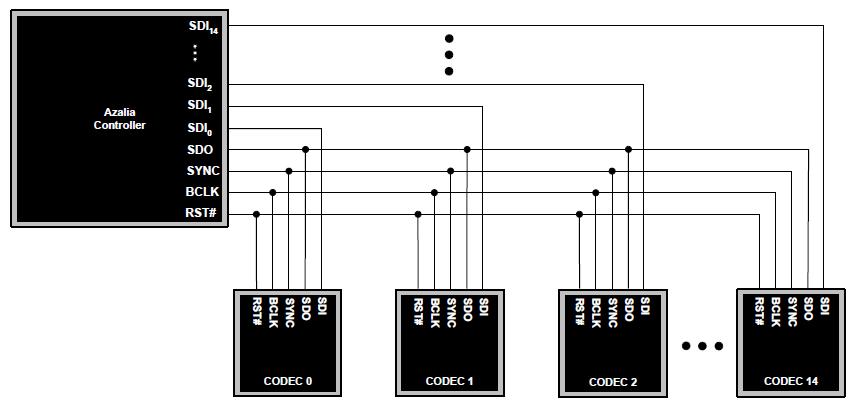 SDI14
SDI2
Azalia
Controller
SDI1
SDI0
SDO
SYNC
BCLK
RST#
RST#
BCLK
SYNC
SDO
SDI
CODEC 0
RST#
BCLK
SYNC
SDO
SDI
CODEC 1
RST#
BCLK
SYNC
SDO
SDI
CODEC 2
RST#
BCLK
SYNC
SDO
SDI
CODEC 14